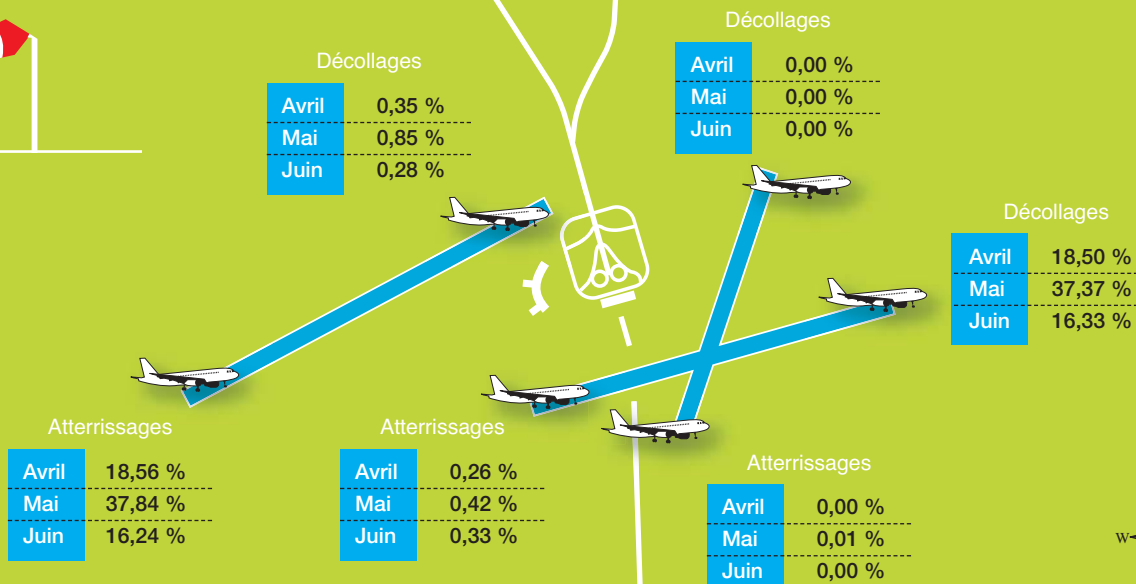 Décollages
Avril 0,35 %
Mai 0,85 %
Juin 0,28 %
Décollages
Avril 0,00 %
Mai 0,00 %
Juin 0,00 %
Décollages
Avril 18,50 %
Mai 37,37 %
Juin 16,33 %
Atterrissages
Avril 18,56 %
Mai 37,84 %
Juin 16,24 %
Atterrissages
Avril 0,26 %
Mai 0,42 %
Juin 0,33 %
Atterrissages
Avril 0,00 %
Mai 0,01 %
Juin 0,00 %
W